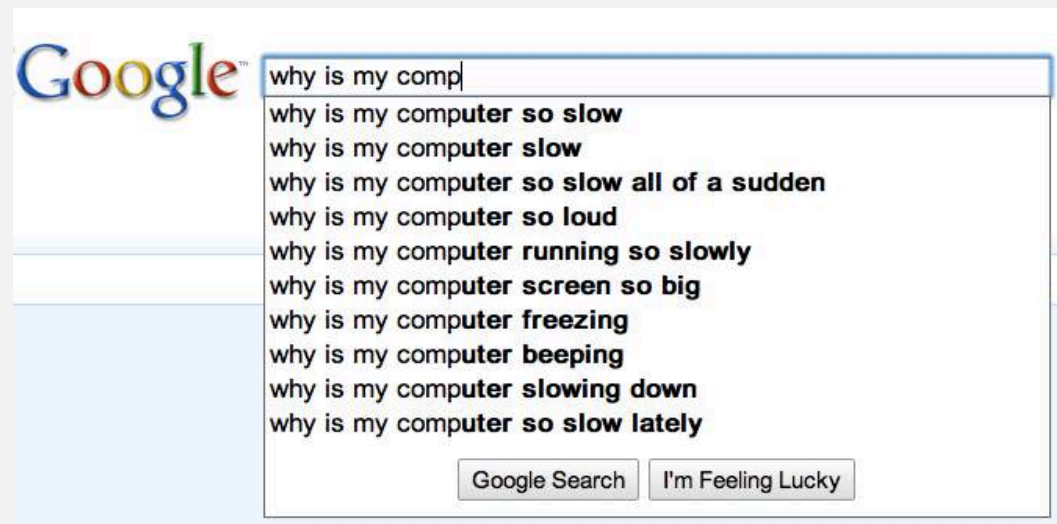 Google™
why is my comp
why is my computer so slow
why is my computer slow
why is my computer so slow all of a sudden
why is my computer so loud
why is my computer running so slowly
why is my computer screen so big
why is my computer freezing
why is my computer beeping
why is my computer slowing down
why is my computer so slow lately
Google Search I'm Feeling Lucky